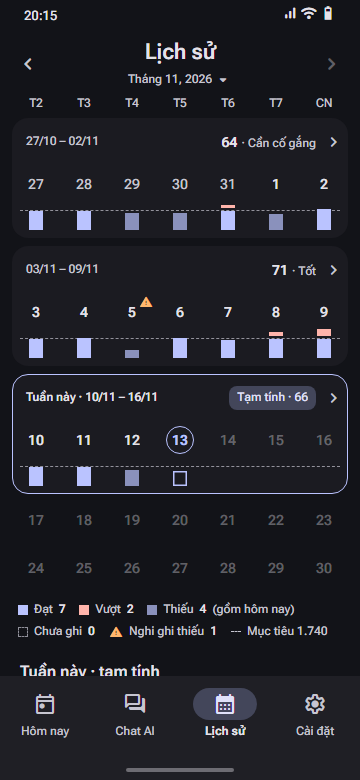 20:15
Lịch sử
Tháng 11, 2026
T2 T3 T4 T5 T6 T7 CN
27/10 – 02/11 64 · Cần cố gắng
27 28 29 30 31 1 2
03/11 – 09/11 71 · Tốt
3 4 5 6 7 8 9
Tuần này · 10/11 – 16/11 Tạm tính · 66
10 11 12 13 14 15 16
17 18 19 20 21 22 23
24 25 26 27 28 29 30
Đạt 7 Vượt 2 Thiếu 4 (gồm hôm nay)
Chưa ghi 0 Nghi ghi thiếu 1 Mục tiêu 1.740
Tuần này · tạm tính
Hôm nay Chat AI Lịch sử Cài đặt